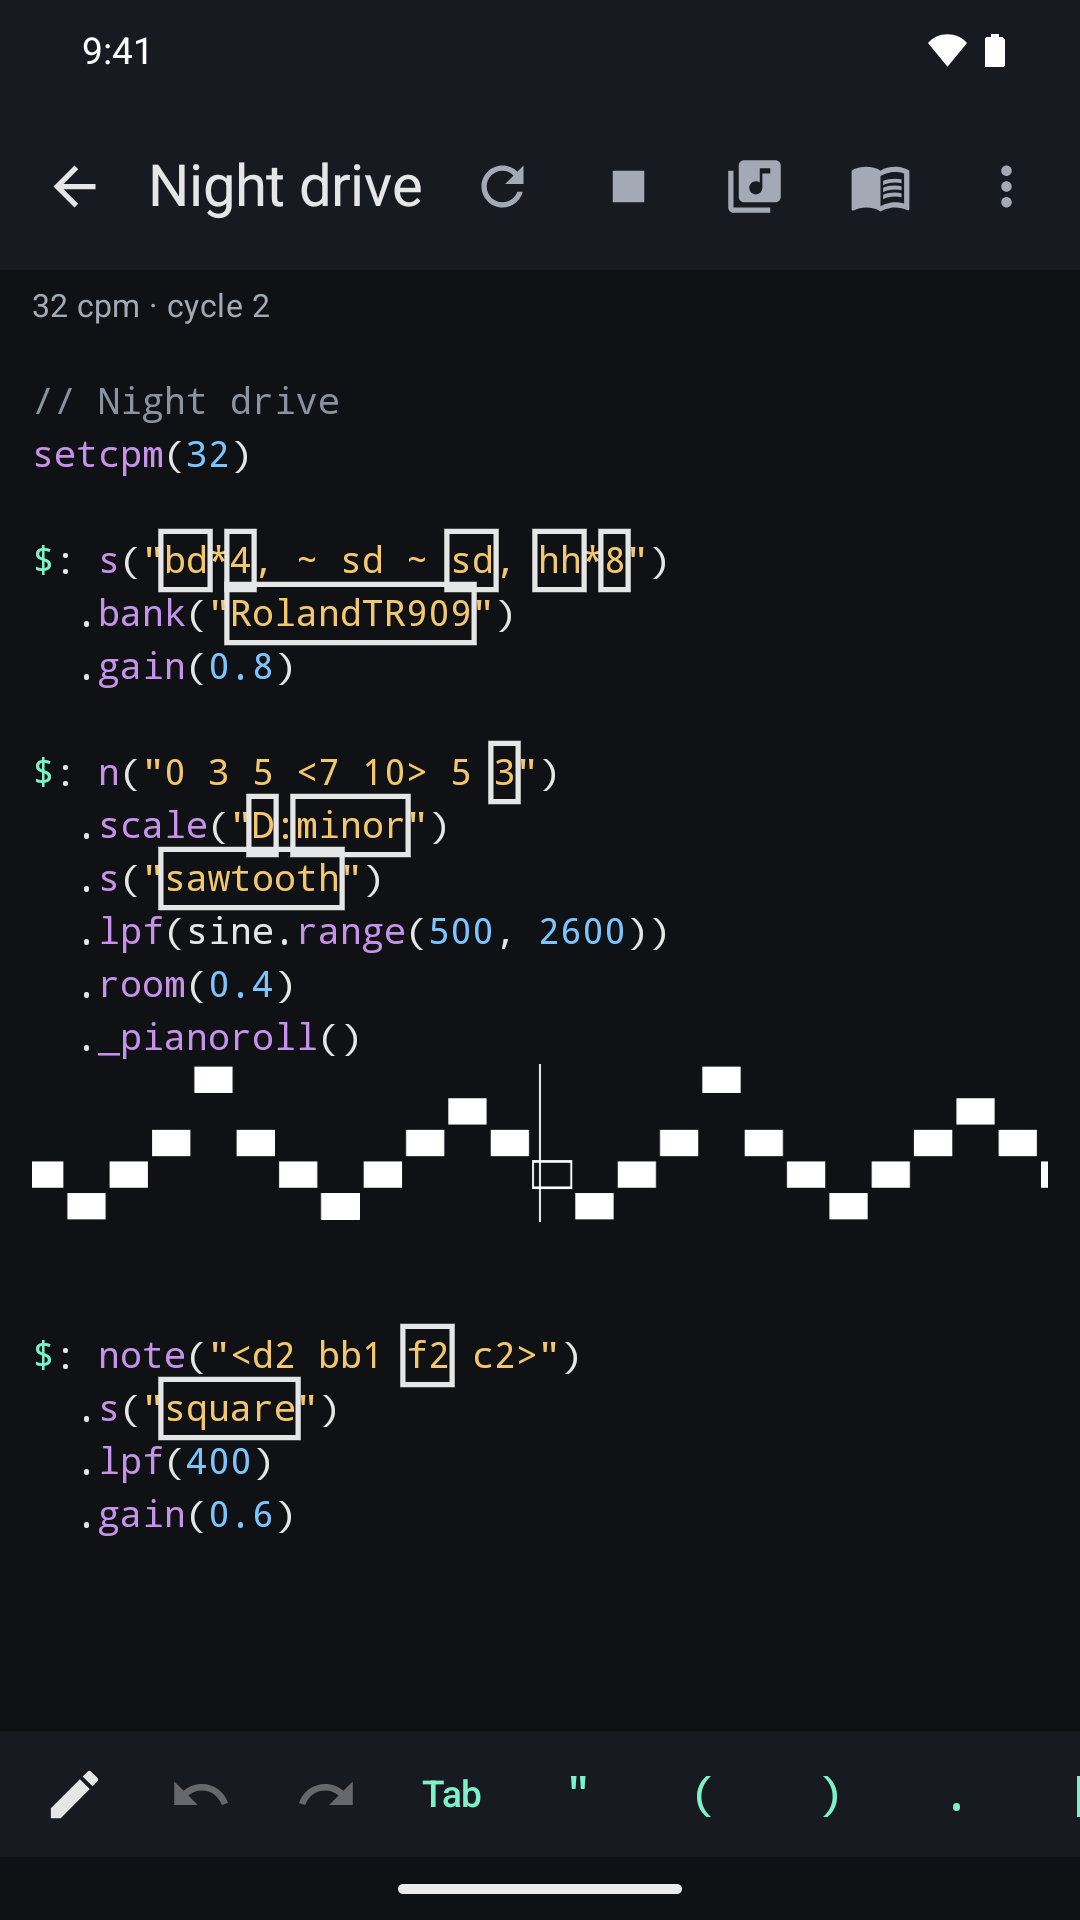 9:41
Night drive
32 cpm · cycle 2
// Night drive
setcpm(32)
$: s("bd*4, ~ sd ~ sd, hh*8")
.bank("RolandTR909")
.gain(0.8)
$: n("0 3 5 <7 10> 5 3")
.scale("D:minor")
.s("sawtooth")
.lpf(sine.range(500, 2600))
.room(0.4)
._pianoroll()
$: note("<d2 bb1 f2 c2>")
.s("square")
.lpf(400)
.gain(0.6)
Tab " ( ) .